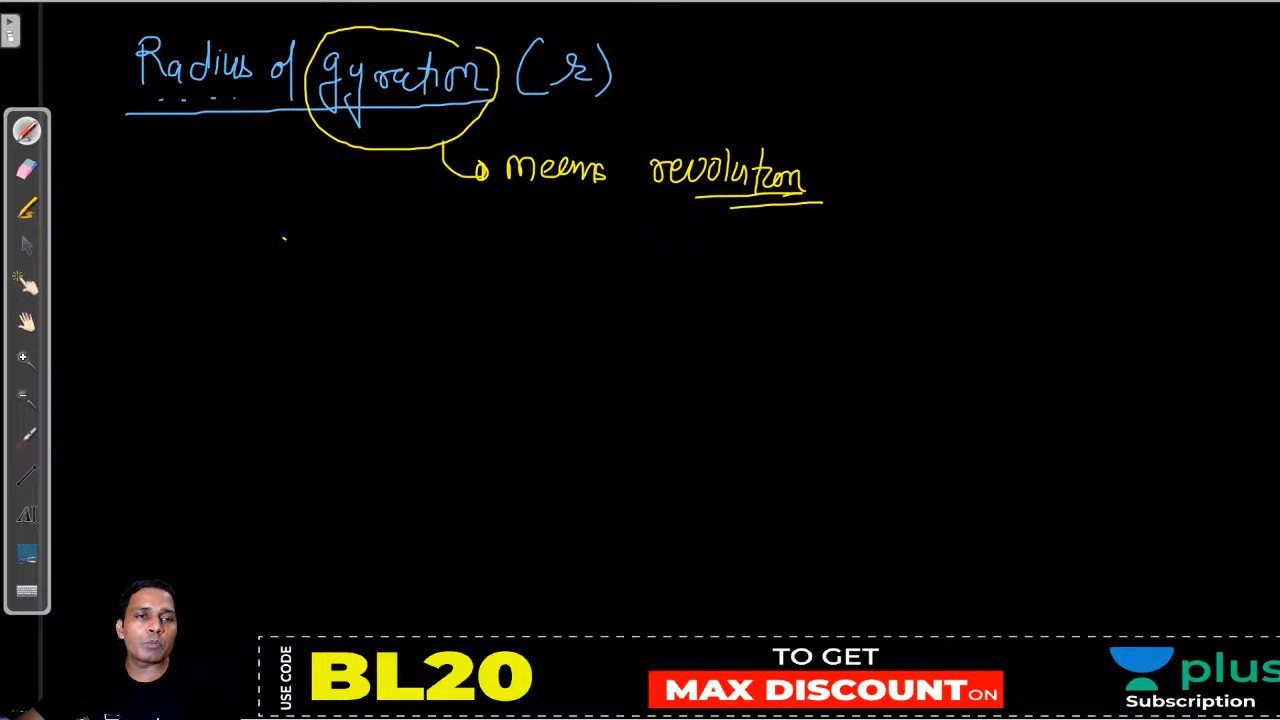 Radius of gyration (r)
means revolution
USE CODE
BL20
TO GET
MAX DISCOUNT ON
plus
Subscription